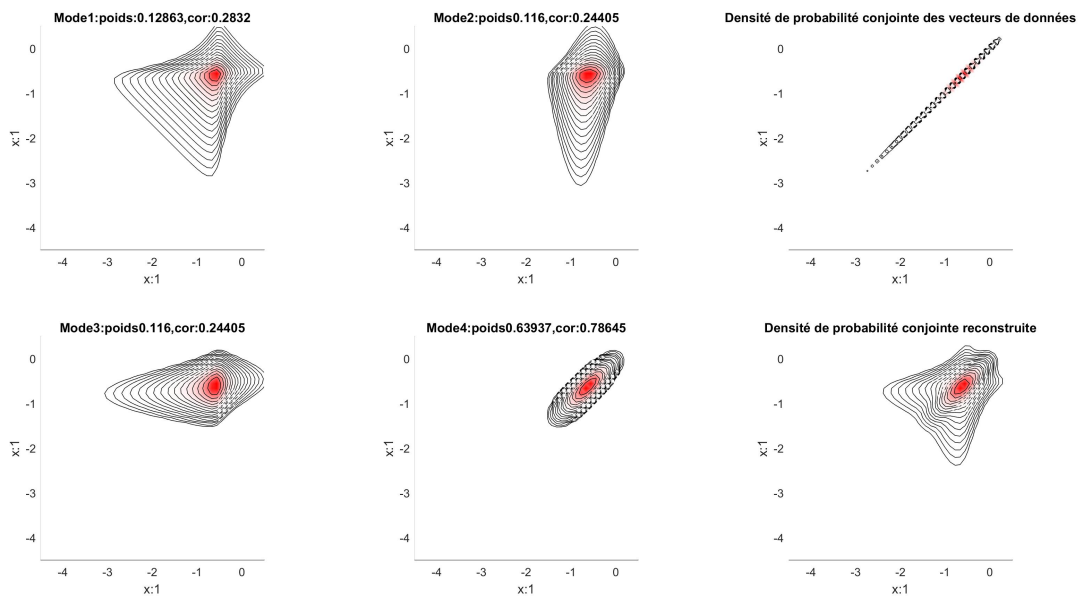 Mode1:poids:0.12863,cor:0.2832
0
-1
-2
-3
-4
x:1
-4 -3 -2 -1 0
x:1
Mode2:poids0.116,cor:0.24405
0
-1
-2
-3
-4
x:1
-4 -3 -2 -1 0
x:1
Densité de probabilité conjointe des vecteurs de données
0
-1
-2
-3
-4
x:1
-4 -3 -2 -1 0
x:1
Mode3:poids0.116,cor:0.24405
0
-1
-2
-3
-4
x:1
-4 -3 -2 -1 0
x:1
Mode4:poids0.63937,cor:0.78645
0
-1
-2
-3
-4
x:1
-4 -3 -2 -1 0
x:1
Densité de probabilité conjointe reconstruite
0
-1
-2
-3
-4
x:1
-4 -3 -2 -1 0
x:1